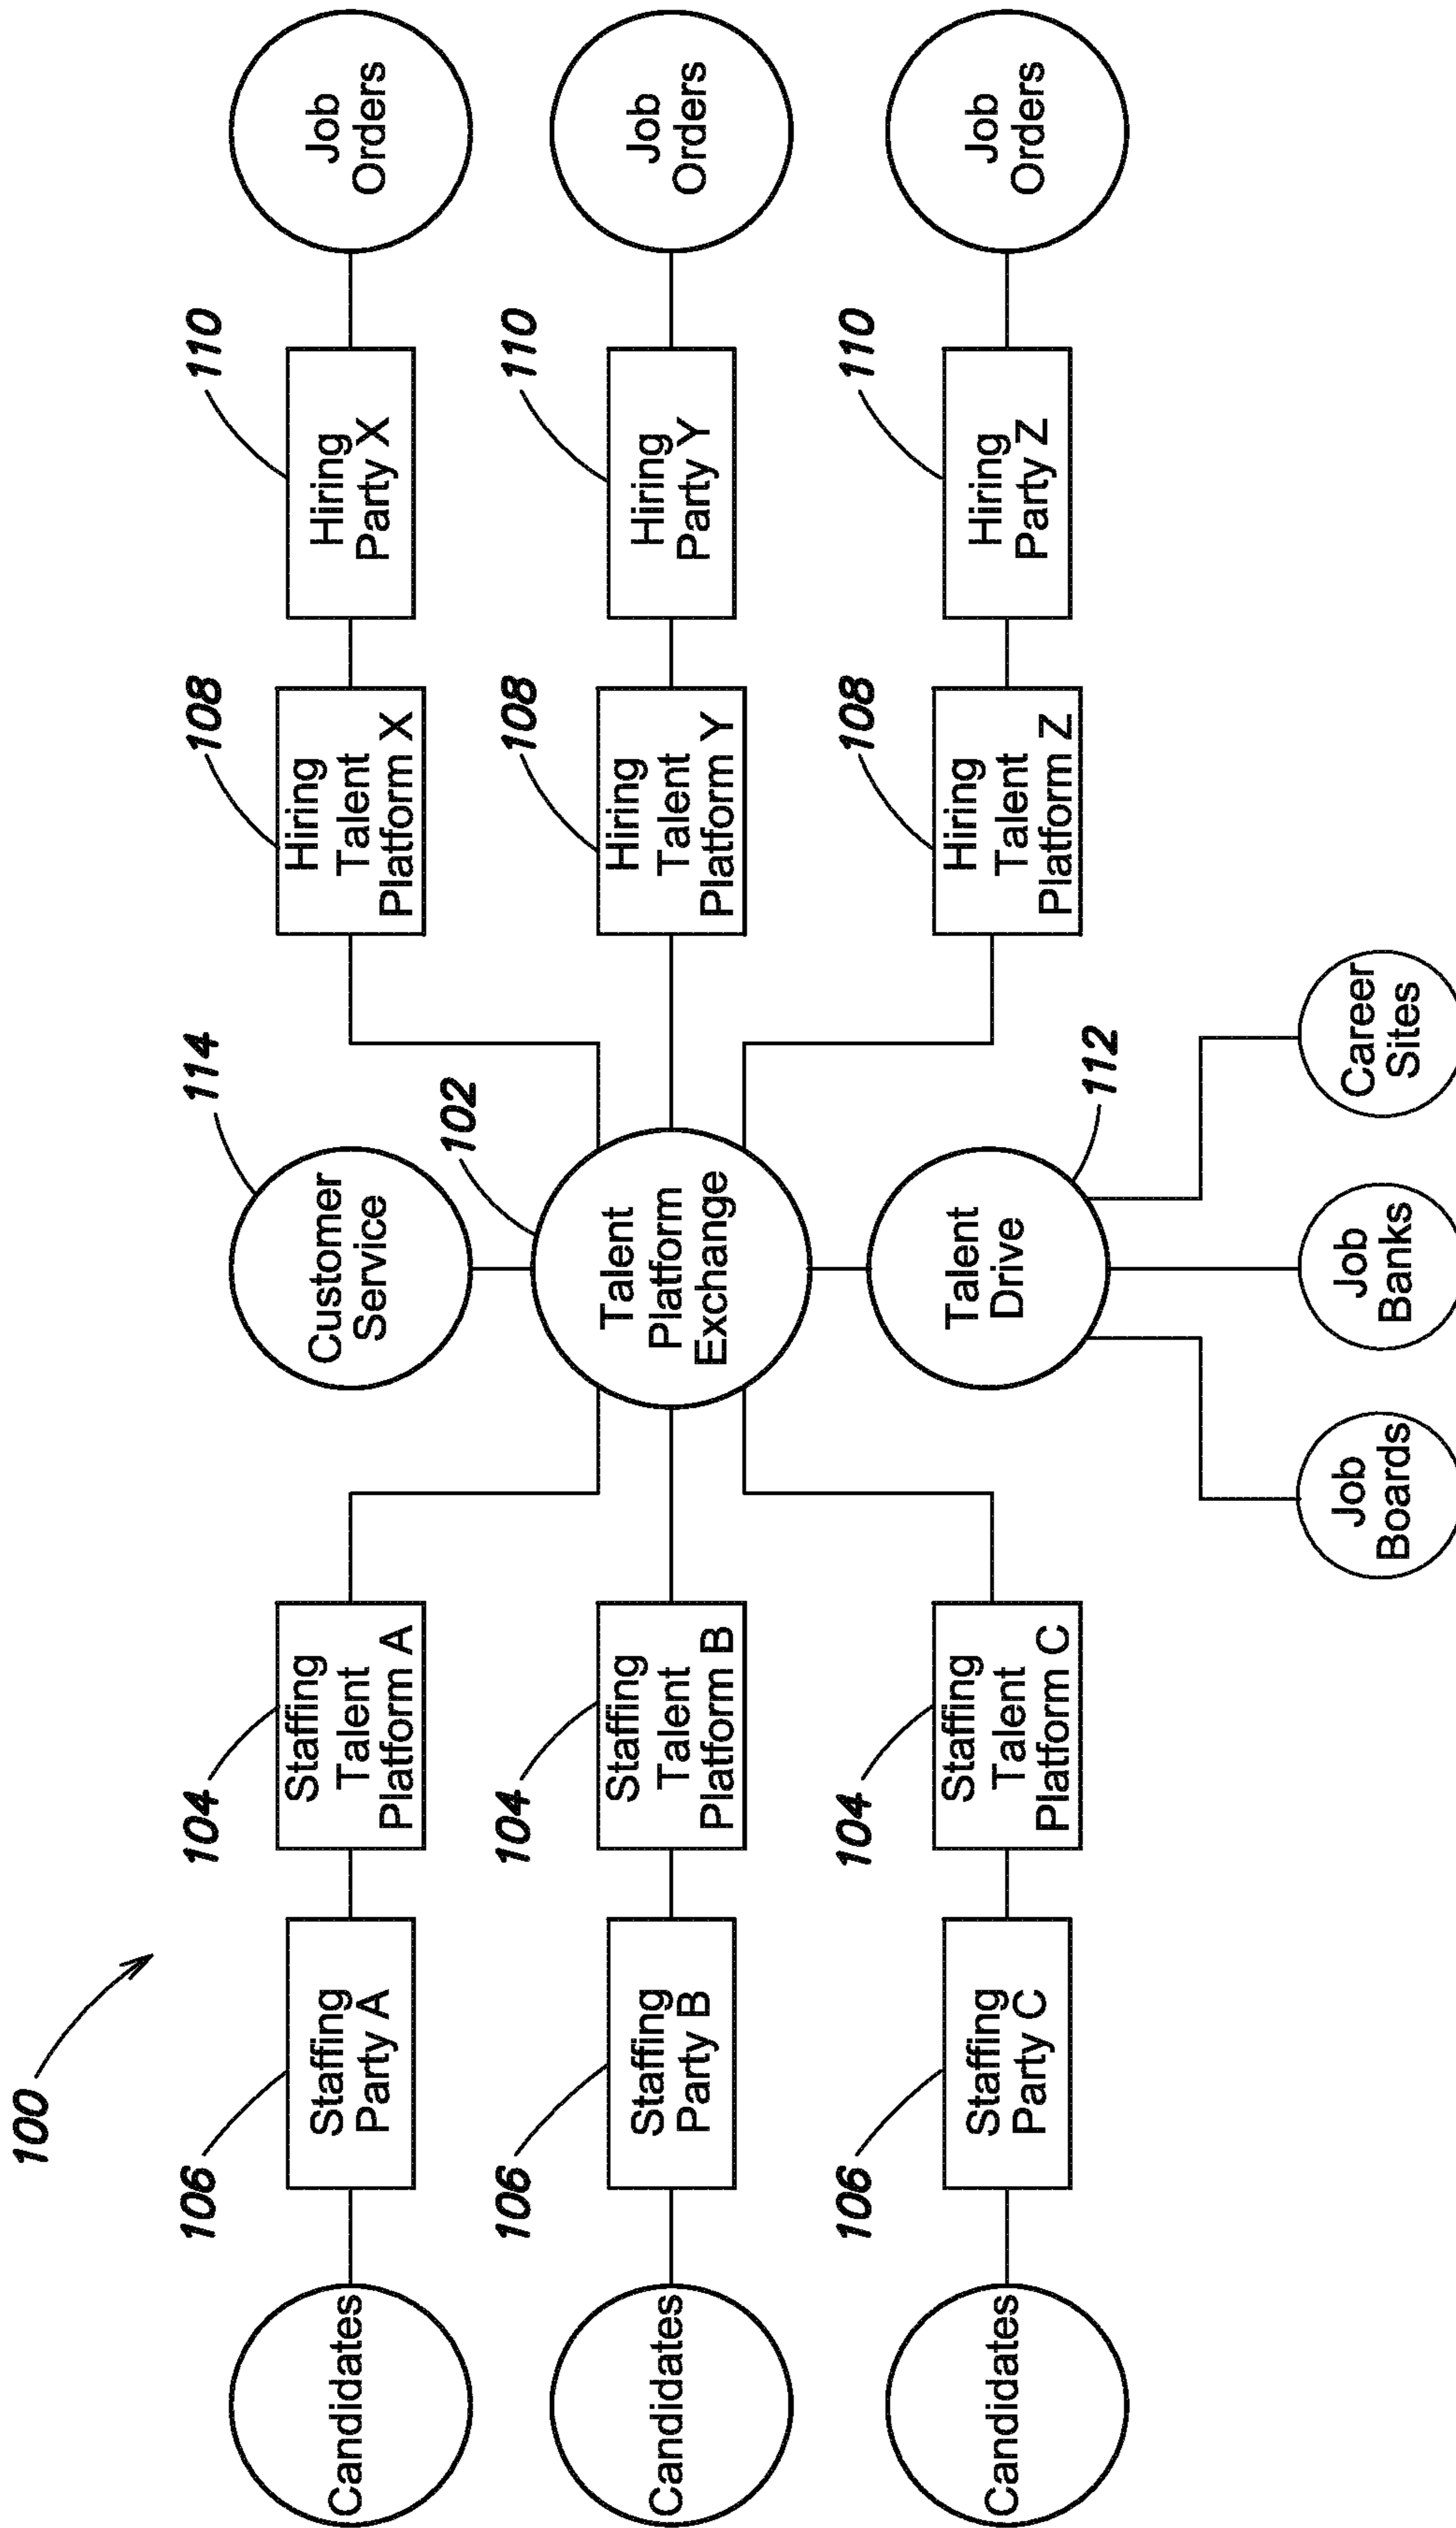 100
106
104
114
108
110
Candidates
Staffing
Party A
Staffing
Talent
Platform A
Customer
Service
Hiring
Talent
Platform X
Hiring
Party X
Job
Orders
106
104
102
108
110
Candidates
Staffing
Party B
Staffing
Talent
Platform B
Talent
Platform
Exchange
Hiring
Talent
Platform Y
Hiring
Party Y
Job
Orders
106
104
108
110
Candidates
Staffing
Party C
Staffing
Talent
Platform C
Talent
Drive
112
Hiring
Talent
Platform Z
Hiring
Party Z
Job
Orders
Job
Boards
Job
Banks
Career
Sites